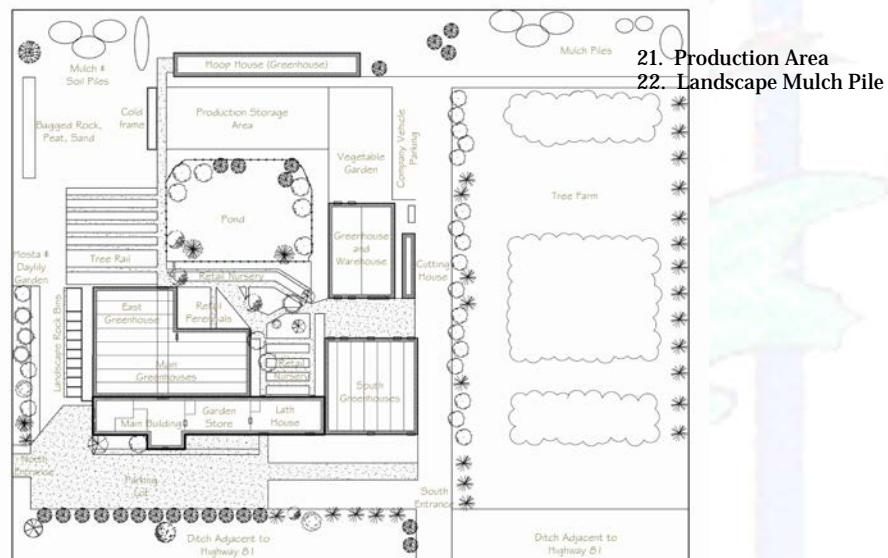 Mulch &
Soil Piles
Hoop House (Greenhouse)
Mulch Piles
21. Production Area
22. Landscape Mulch Pile
Bagged Rock,
Peat, Sand
Cold
frame
Production Storage
Area
Company Vehicle
Parking
Vegetable
Garden
Tree Farm
Pond
Greenhouse
and
Warehouse
Hosta &
Daylily
Garden
Tree Rail
Retail Nursery
Cutting
House
East
Greenhouse
Retail
Perennials
Landscape Rock Bins
Main
Greenhouses
Retail
Nursery
South
Greenhouses
Main Building
Garden
Store
Lath
House
North
Entrance
Parking
Lot
South
Entrance
Ditch Adjacent to
Highway 81
Ditch Adjacent to
Highway 81